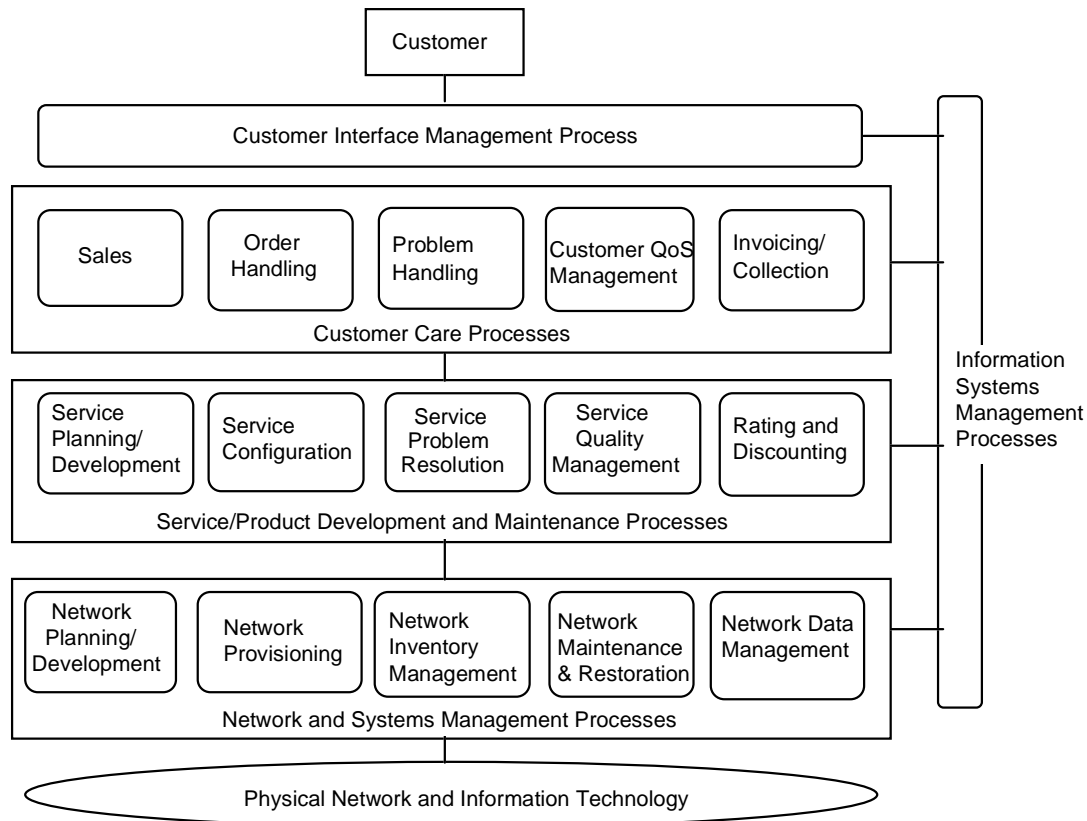 Customer
Customer Interface Management Process
Sales
Order
Handling
Problem
Handling
Customer QoS
Management
Invoicing/
Collection
Customer Care Processes
Service
Planning/
Development
Service
Configuration
Service
Problem
Resolution
Service
Quality
Management
Rating and
Discounting
Service/Product Development and Maintenance Processes
Network
Planning/
Development
Network
Provisioning
Network
Inventory
Management
Network
Maintenance
& Restoration
Network Data
Management
Network and Systems Management Processes
Physical Network and Information Technology
Information
Systems
Management
Processes